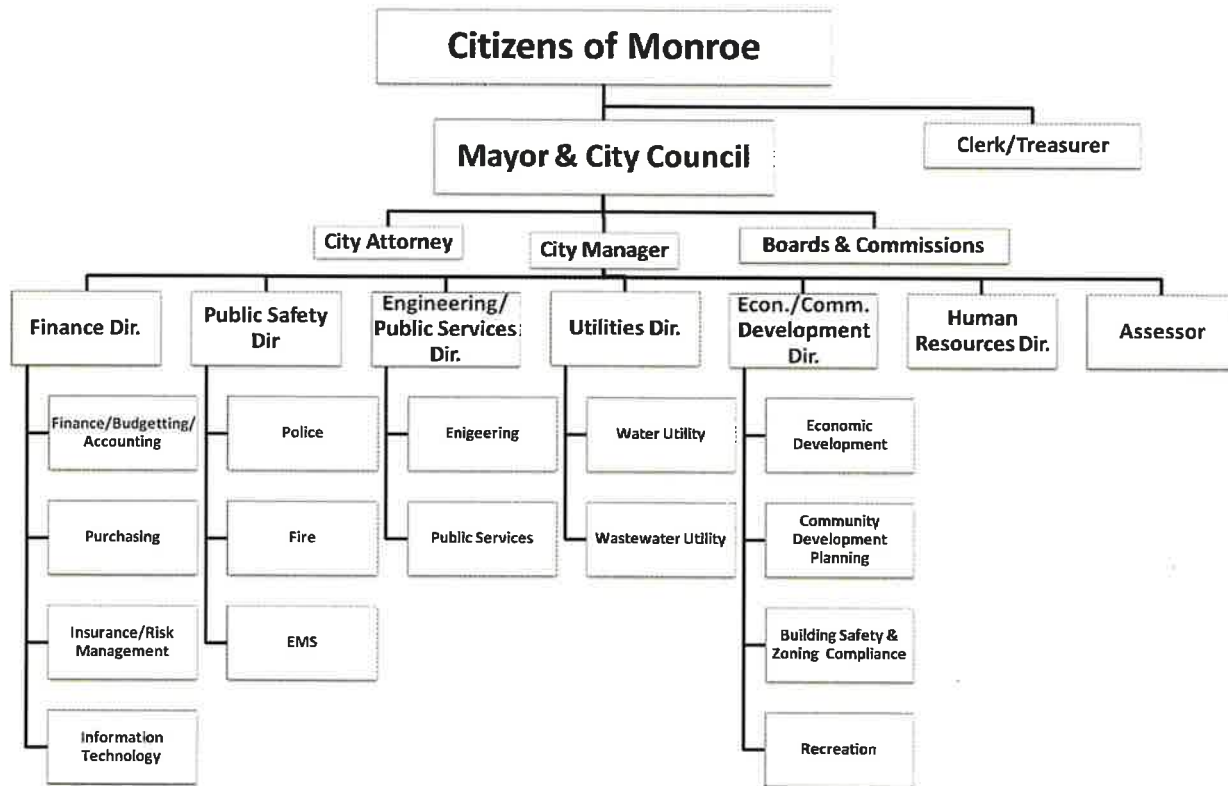 Citizens of Monroe
Mayor & City Council
Clerk/Treasurer
City Attorney
City Manager
Boards & Commissions
Finance Dir.
Public Safety
Dir
Engineering/
Public Services
Dir.
Utilities Dir.
Econ./Comm.
Development
Dir.
Human
Resources Dir.
Assessor
Finance/Budgetting/
Accounting
Purchasing
Insurance/Risk
Management
Information
Technology
Police
Fire
EMS
Enigeering
Public Services
Water Utility
Wastewater Utility
Economic
Development
Community
Development
Planning
Building Safety &
Zoning Compliance
Recreation